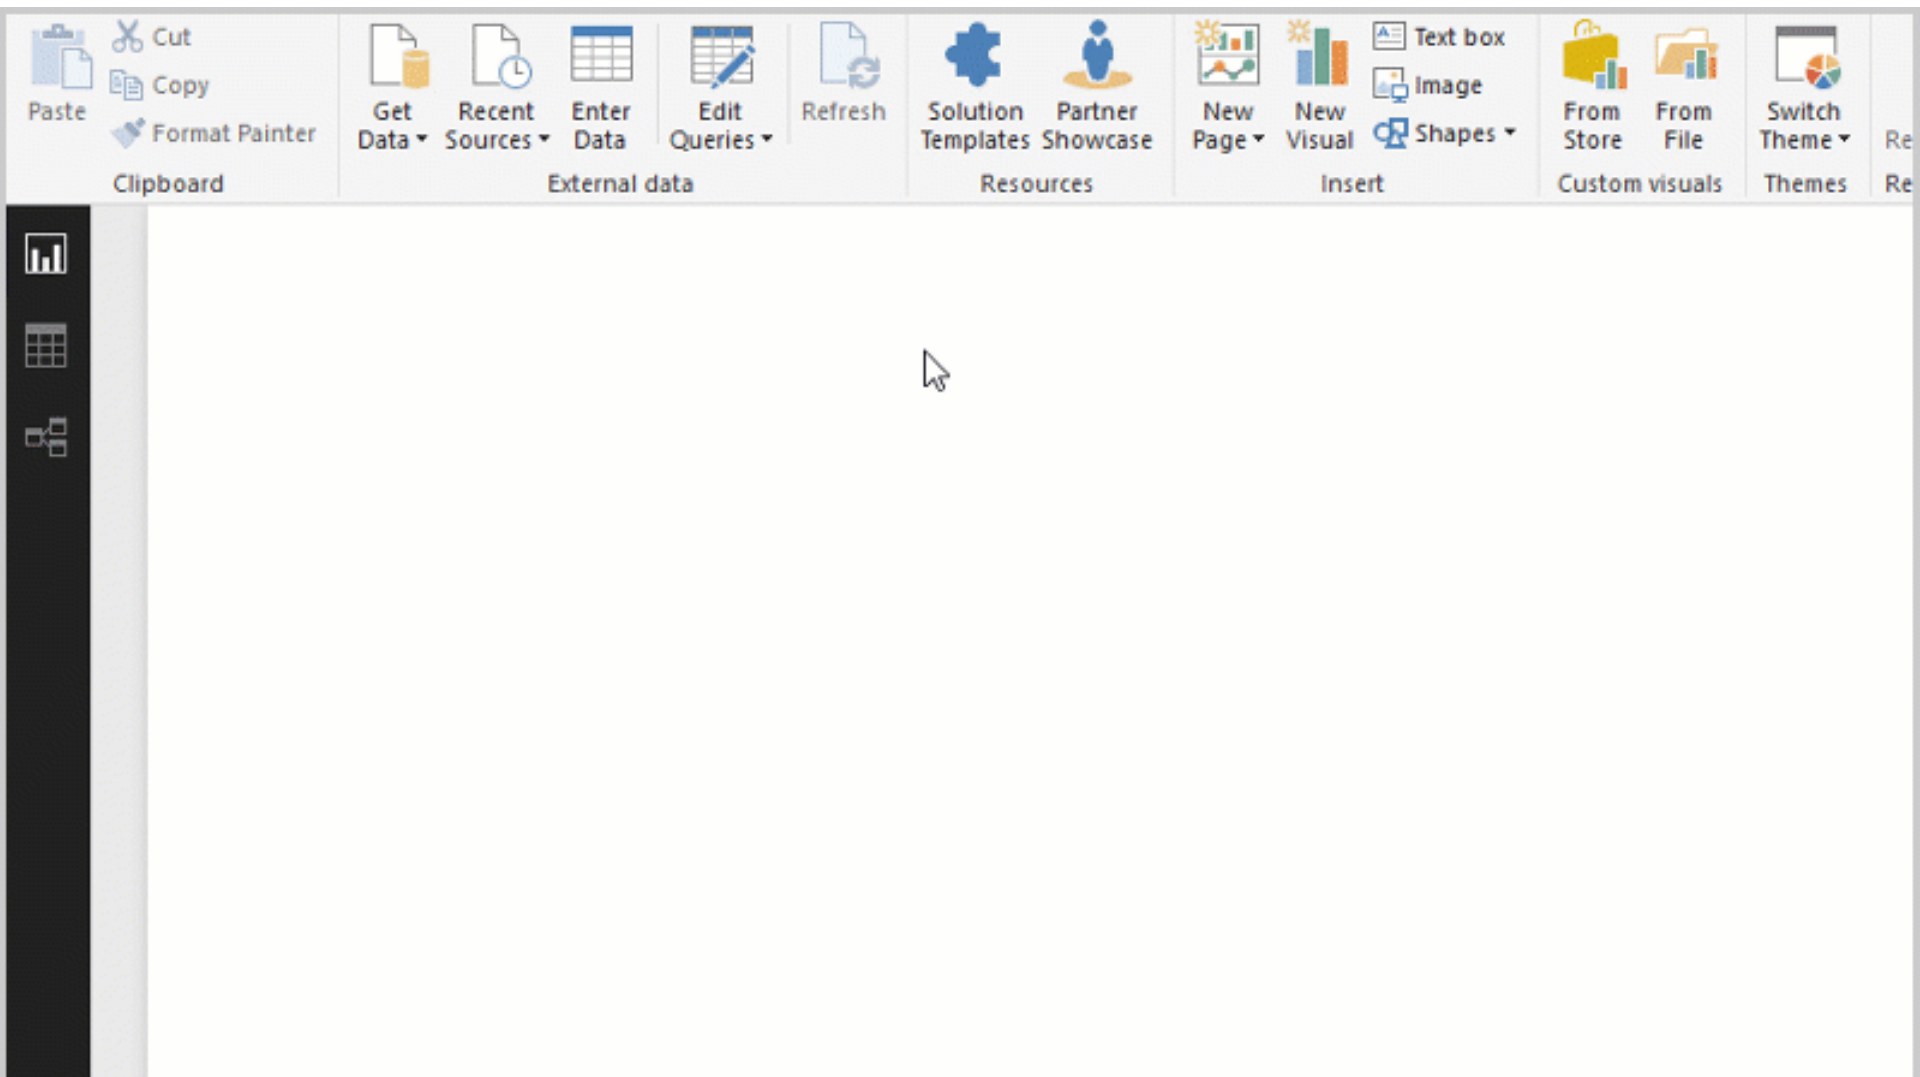 Paste
Cut
Copy
Format Painter
Clipboard
Get
Data
Recent
Sources
Enter
Data
Edit
Queries
Refresh
External data
Solution
Templates
Partner
Showcase
Resources
New
Page
New
Visual
Text box
Image
Shapes
Insert
From
Store
From
File
Custom visuals
Switch
Theme
Themes
Re
Re